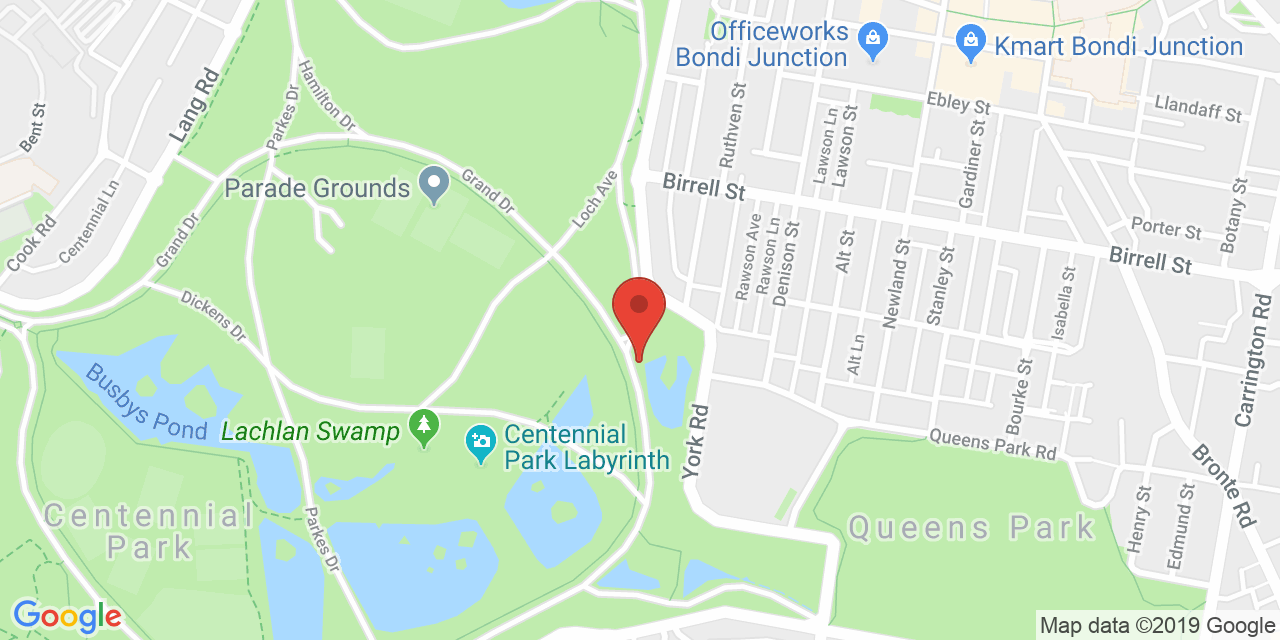 Officeworks
Bondi Junction
Kmart Bondi Junction
Bent St
Lang Rd
Parkes Dr
Hamilton Dr
Ebley St
Llandaff St
Ruthven St
Lawson Ln
Lawson St
Gardiner St
Cook Rd
Centennial Ln
Grand Dr
Parade Grounds
Grand Dr
Loch Ave
Birrell St
Botany St
Porter St
Birrell St
Rawson Ave
Rawson Ln
Denison St
Alt St
Newland St
Stanley St
Isabella St
Dickens Dr
Alt Ln
Bourke St
Carrington Rd
Busbys Pond
Lachlan Swamp
Centennial
Park Labyrinth
York Rd
Queens Park Rd
Bronte Rd
Centennial
Park
Parkes Dr
Queens Park
Henry St
Edmund St
Google
Map data ©2019 Google